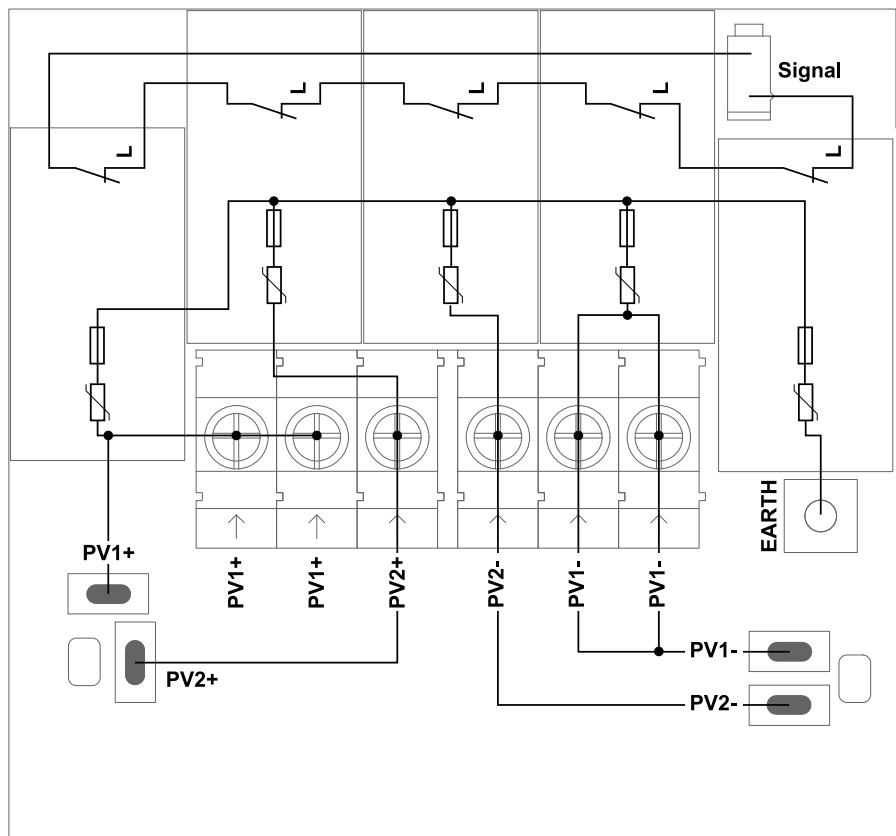 Signal
L
L
L
L
L
EARTH
PV1+
PV1+
PV1+
PV2+
PV2-
PV1-
PV1-
PV1-
PV2+
PV2-